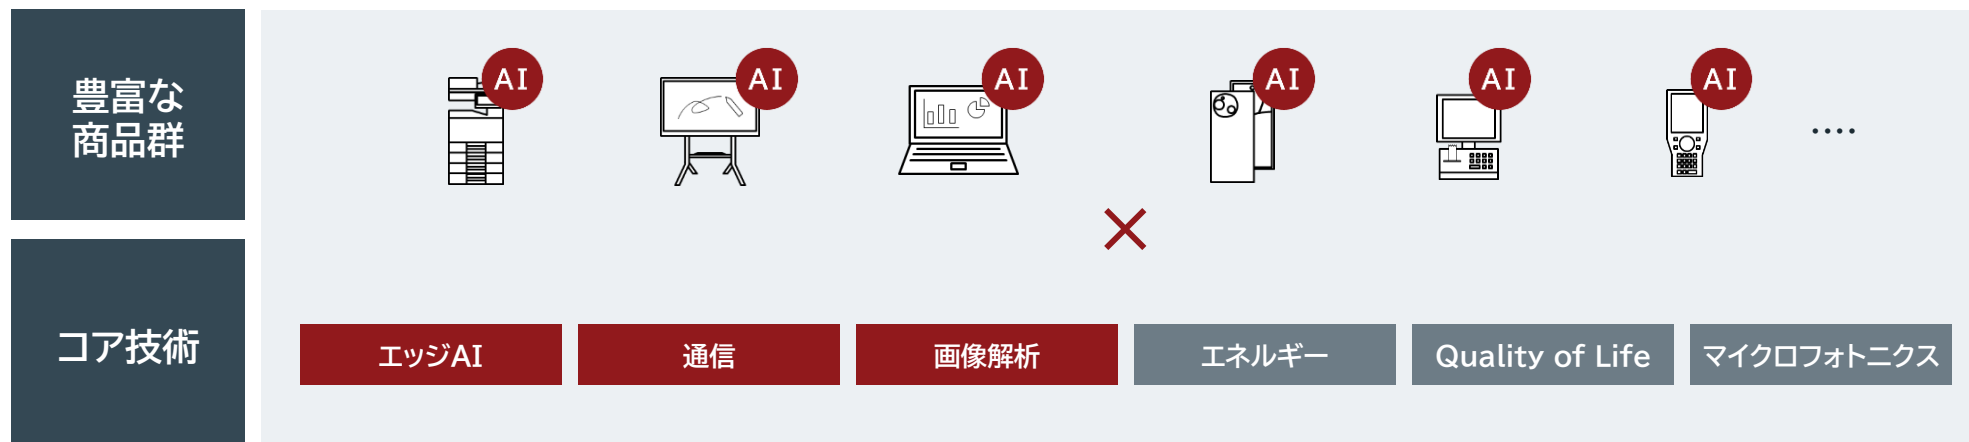 豊富な
商品群
AI
AI
AI
AI
AI
AI
‥‥
×
コア技術
エッジAI
通信
画像解析
エネルギー
Quality of Life
マイクロフォトニクス